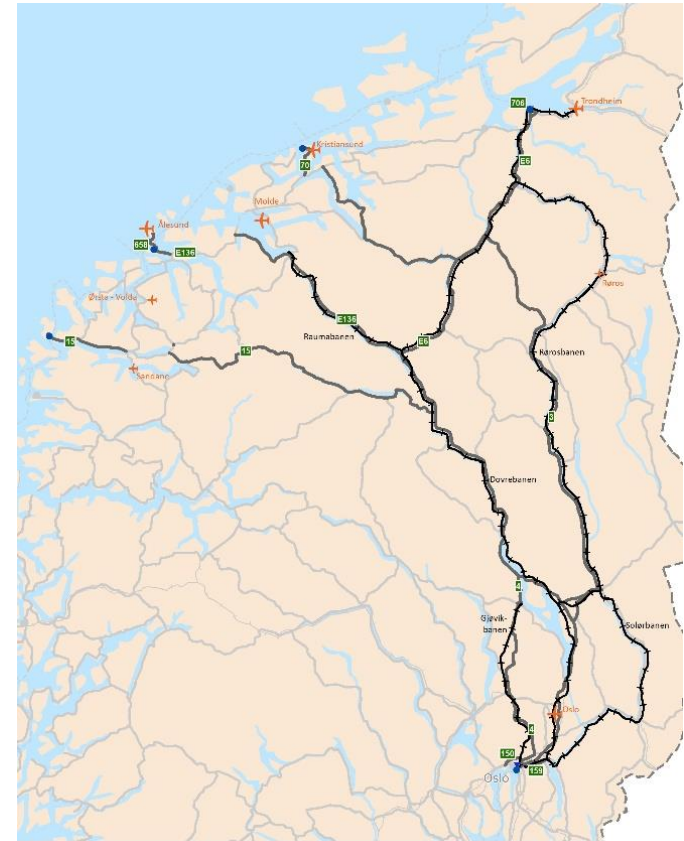 706
Trondheim
Kristiansund
E6
70
Molde
Ålesund
658
E136
Røros
Ørsta - Volda
E136
15
Raumabanen
E6
15
Rørosbanen
Sandane
3
Dovrebanen
4
Gjøvik-
banen
Solørbanen
Oslo
4
150
159
Oslo